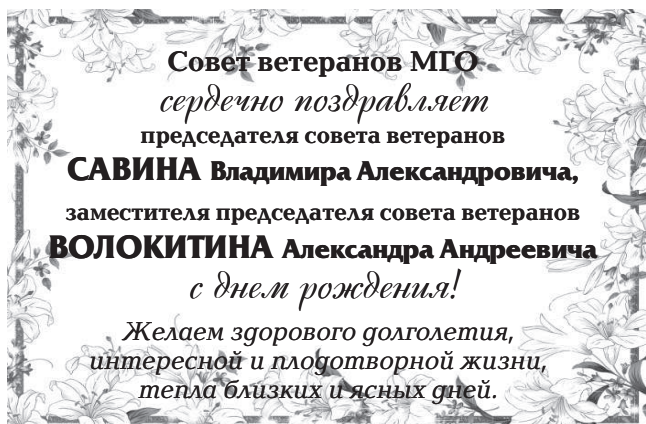 Совет ветеранов МГО
сердечно поздравляет
председателя совета ветеранов
САВИНА Владимира Александровича,
заместителя председателя совета ветеранов
ВОЛОКИТИНА Александра Андреевича
с днем рождения!
Желаем здорового долголетия,
интересной и плодотворной жизни,
тепла близких и ясных дней.